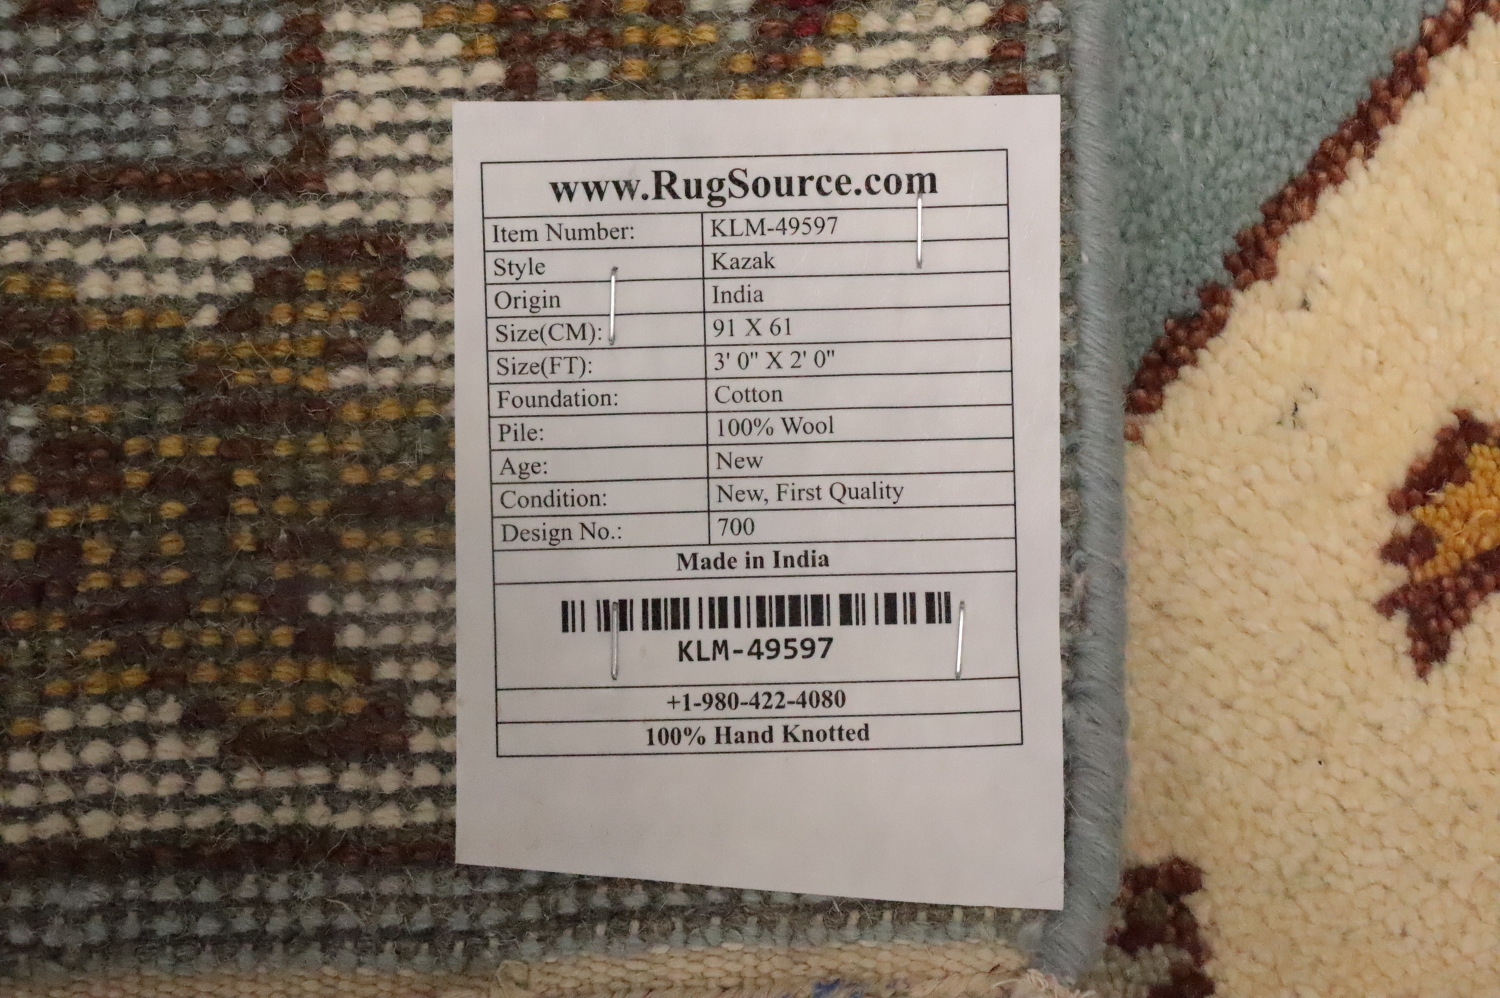 www.RugSource.com
Item Number: KLM-49597
Style Kazak
Origin India
Size(CM): 91 X 61
Size(FT): 3' 0" X 2' 0"
Foundation: Cotton
Pile: 100% Wool
Age: New
Condition: New, First Quality
Design No.: 700
Made in India
KLM-49597
+1-980-422-4080
100% Hand Knotted